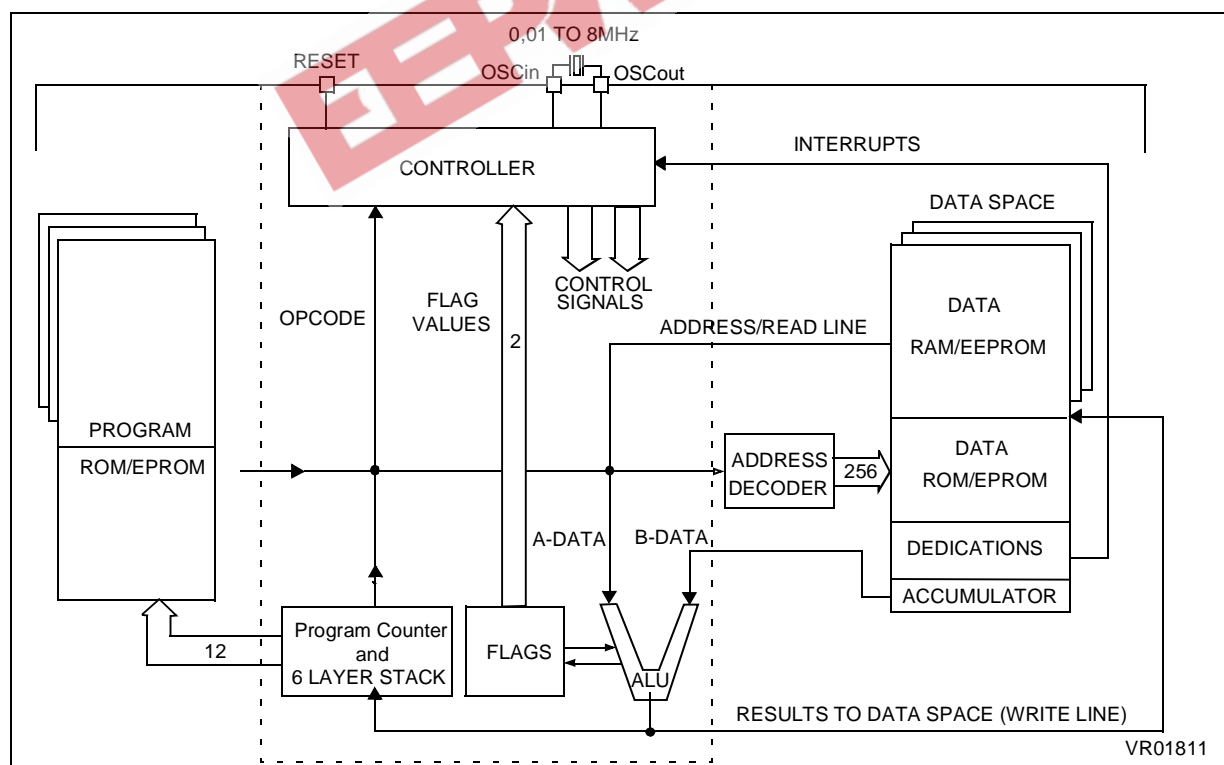 0,01 TO 8MHz
RESET
OSCin
OSCout
CONTROLLER
INTERRUPTS
DATA SPACE
CONTROL
SIGNALS
OPCODE
FLAG
VALUES
2
ADDRESS/READ LINE
DATA
RAM/EEPROM
PROGRAM
ROM/EPROM
ADDRESS
DECODER
256
DATA
ROM/EPROM
A-DATA
B-DATA
DEDICATIONS
ACCUMULATOR
12
Program Counter
and
6 LAYER STACK
FLAGS
ALU
RESULTS TO DATA SPACE (WRITE LINE)
VR01811